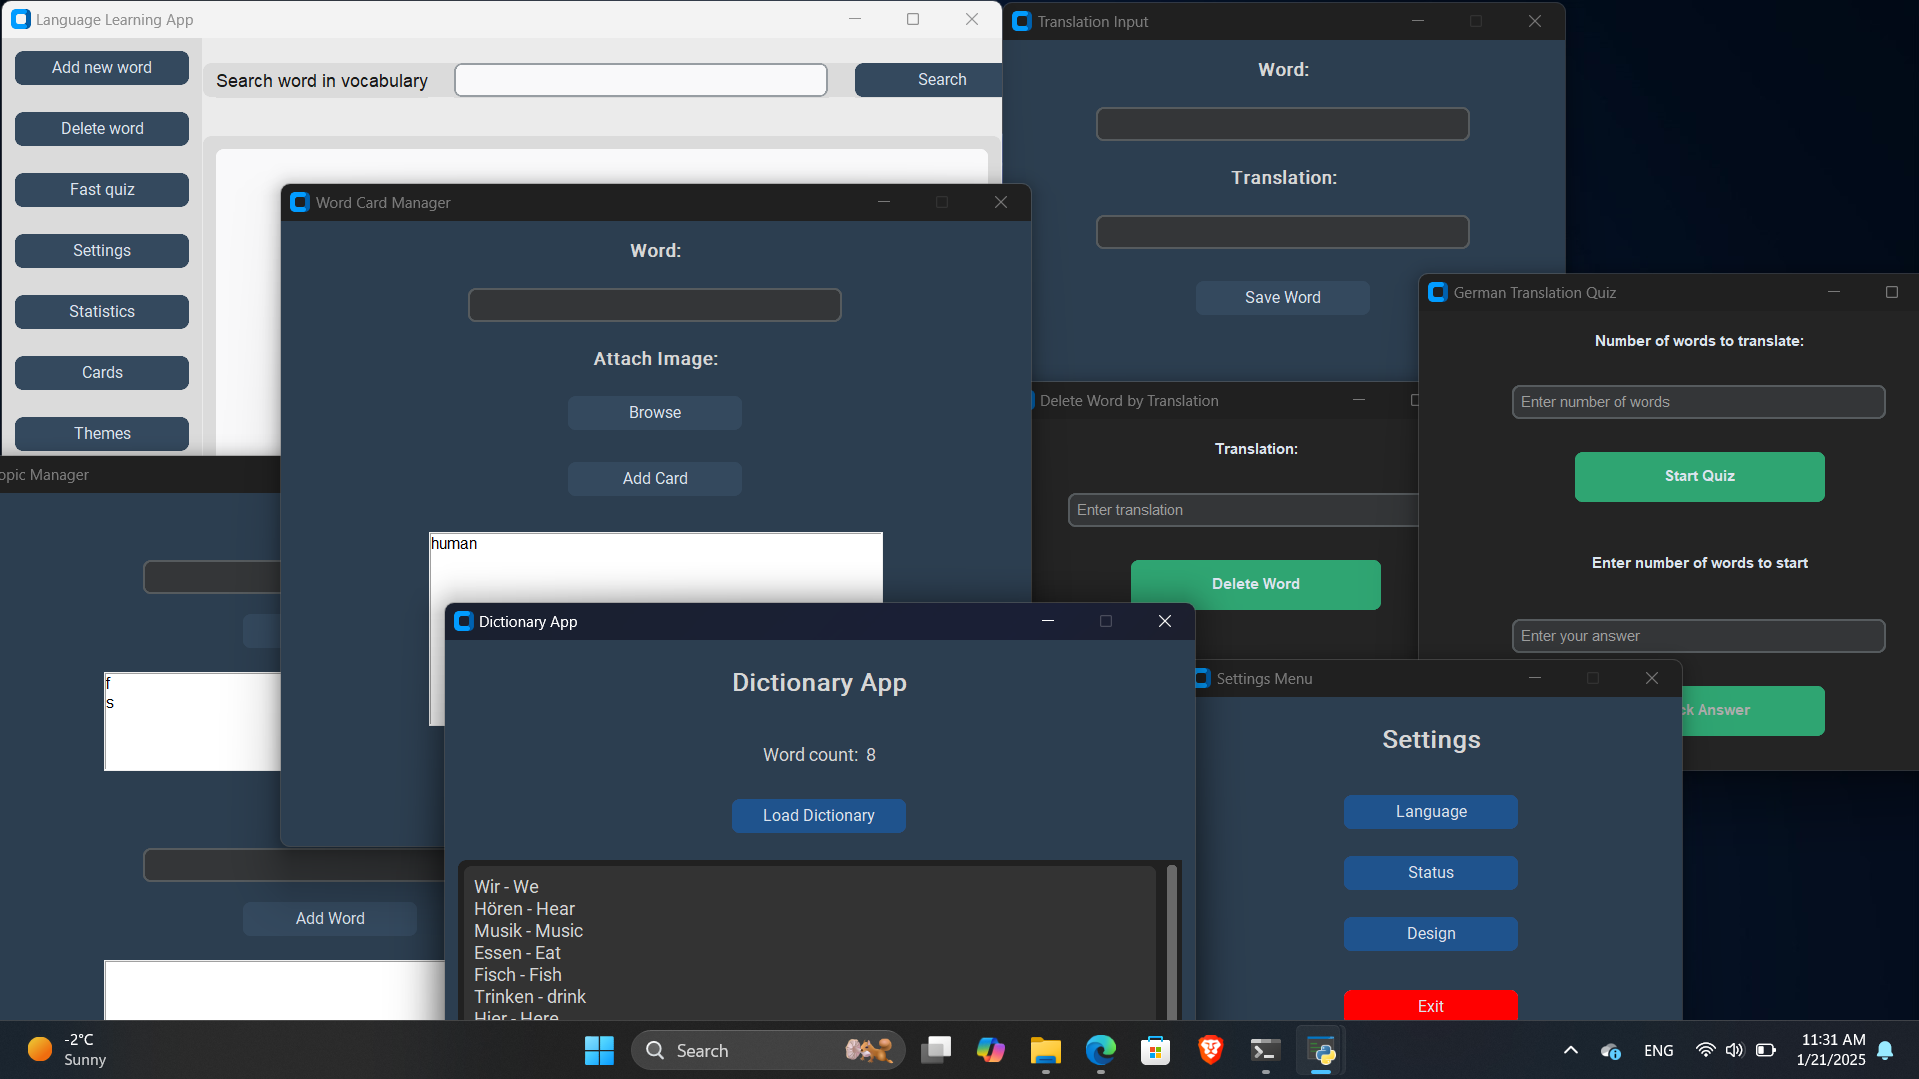 Language Learning App
Add new word
Delete word
Fast quiz
Settings
Statistics
Cards
Themes
Search word in vocabulary
Search
Translation Input
Word:
Translation:
Save Word
Word Card Manager
Word:
Attach Image:
Browse
Add Card
human
German Translation Quiz
Number of words to translate:
Enter number of words
Start Quiz
Enter number of words to start
Enter your answer
ck Answer
Delete Word by Translation
Translation:
Enter translation
Delete Word
opic Manager
f
s
Add Word
Dictionary App
Dictionary App
Word count: 8
Load Dictionary
Wir - We
Hören - Hear
Musik - Music
Essen - Eat
Fisch - Fish
Trinken - drink
Hier - Here
Settings Menu
Settings
Language
Status
Design
Exit
-2°C
Sunny
Search
ENG
11:31 AM
1/21/2025